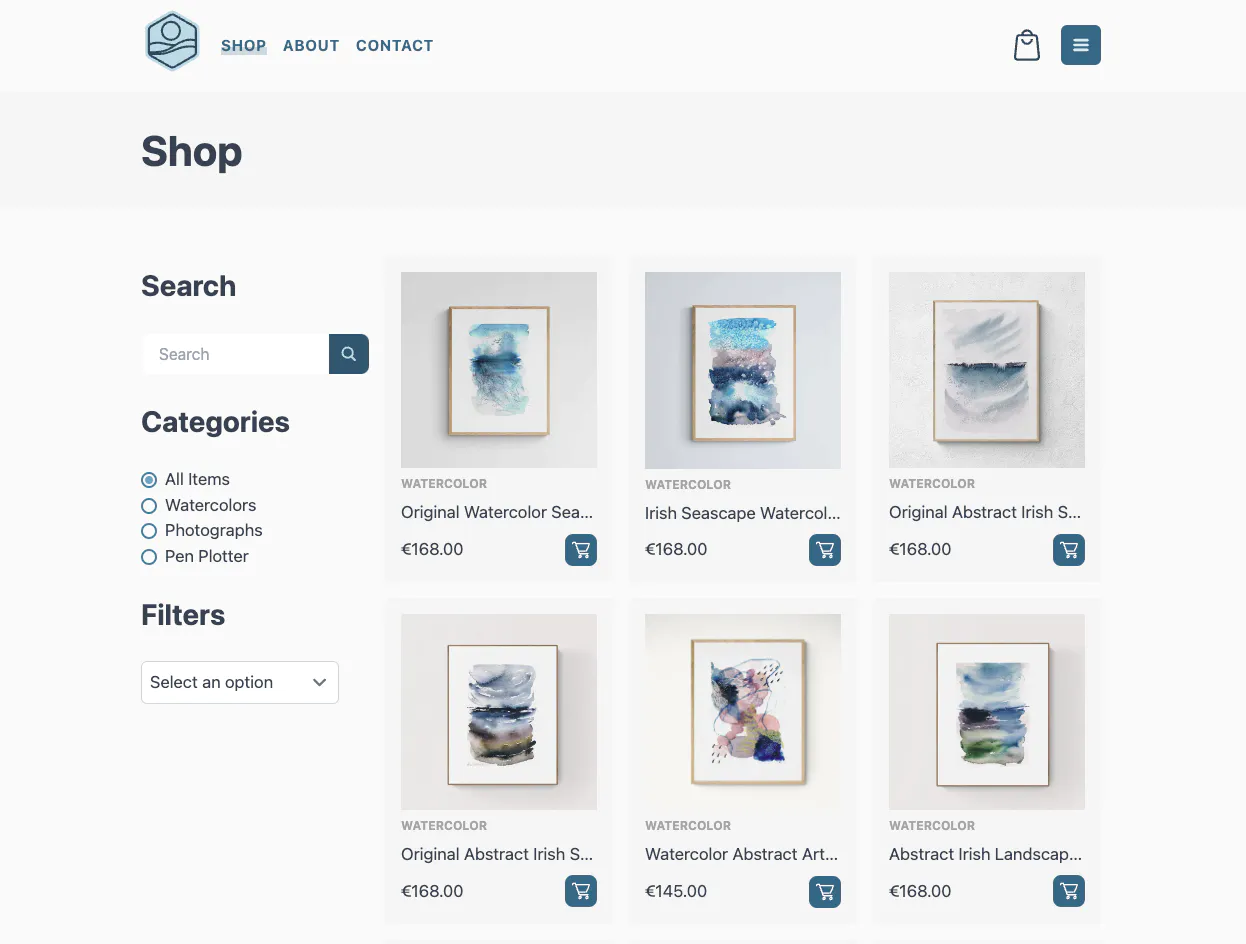 SHOP ABOUT CONTACT
Shop
Search
Search
Categories
All Items
Watercolors
Photographs
Pen Plotter
Filters
Select an option
WATERCOLOR
Original Watercolor Sea...
€168.00
WATERCOLOR
Irish Seascape Watercol...
€168.00
WATERCOLOR
Original Abstract Irish S...
€168.00
WATERCOLOR
Original Abstract Irish S...
€168.00
WATERCOLOR
Watercolor Abstract Art...
€145.00
WATERCOLOR
Abstract Irish Landscap...
€168.00